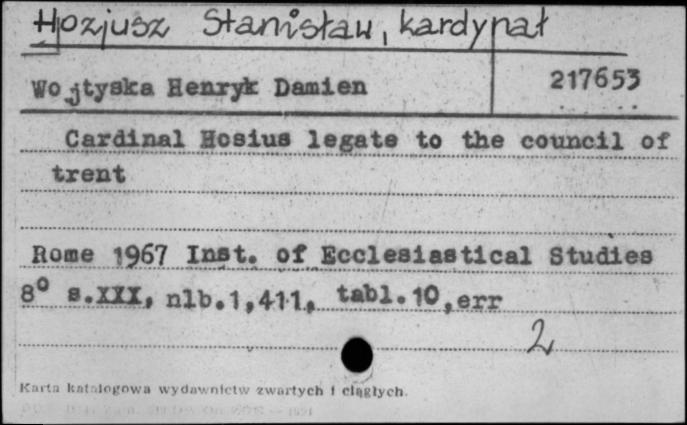 Hozjusz Stanisław, kardynał
Wojtyska Henryk Damien 217653
Cardinal Hosius legate to the council of
trent
Rome 1967 Inst. of Ecclesiastical Studies
8° s.XXX, nlb.1,411, tabl.10,err
2
Karta katalogowa wydawnictw zwartych i ciągłych.